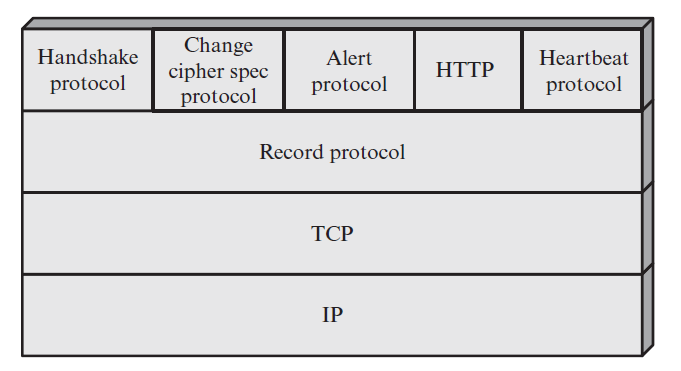 Handshake
protocol
Change
cipher spec
protocol
Alert
protocol
HTTP
Heartbeat
protocol
Record protocol
TCP
IP